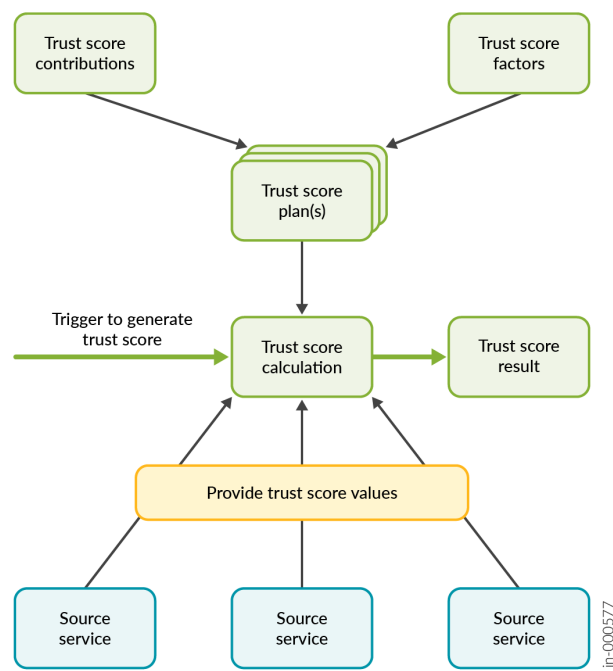 Trust score
contributions
Trust score
factors
Trust score
plan(s)
Trigger to generate
trust score
Trust score
calculation
Trust score
result
Provide trust score values
Source
service
Source
service
Source
service
jn-000577